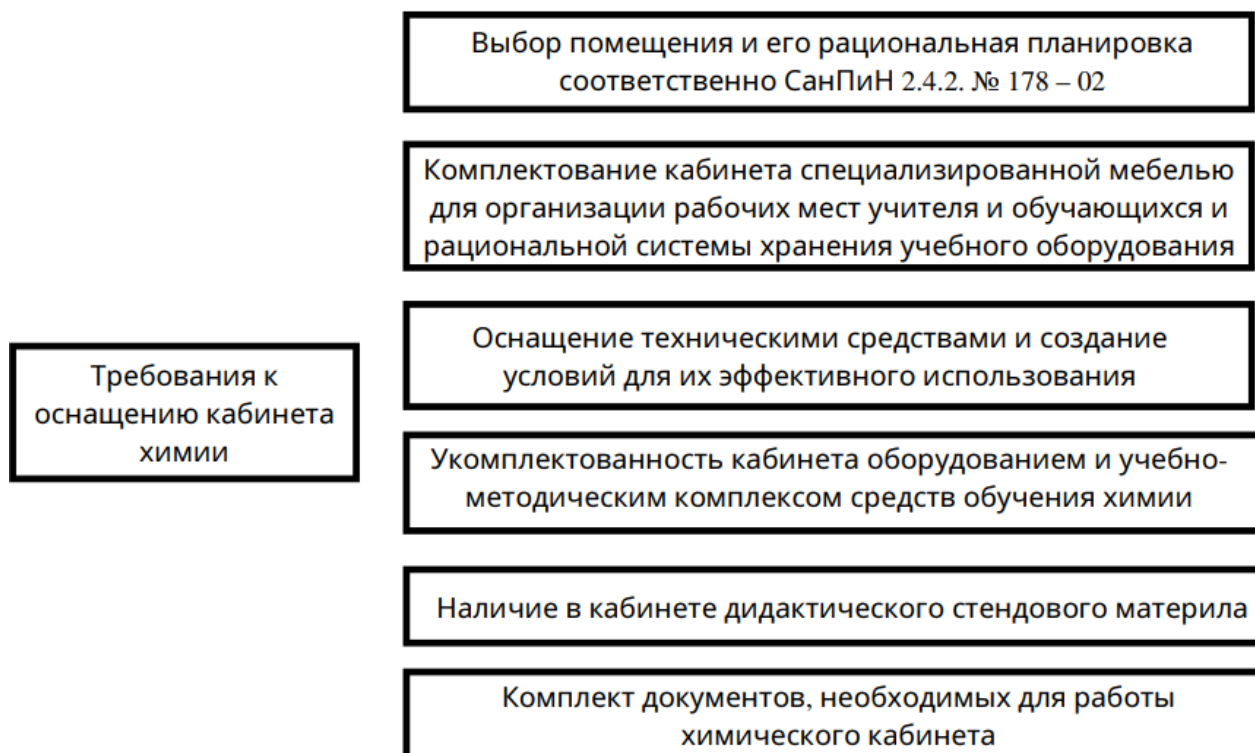 Выбор помещения и его рациональная планировка
соответственно СанПиН 2.4.2. № 178 – 02
Комплектование кабинета специализированной мебелью
для организации рабочих мест учителя и обучающихся и
рациональной системы хранения учебного оборудования
Оснащение техническими средствами и создание
условий для их эффективного использования
Требования к
оснащению кабинета
химии
Укомплектованность кабинета оборудованием и учебно-
методическим комплексом средств обучения химии
Наличие в кабинете дидактического стендового материла
Комплект документов, необходимых для работы
химического кабинета